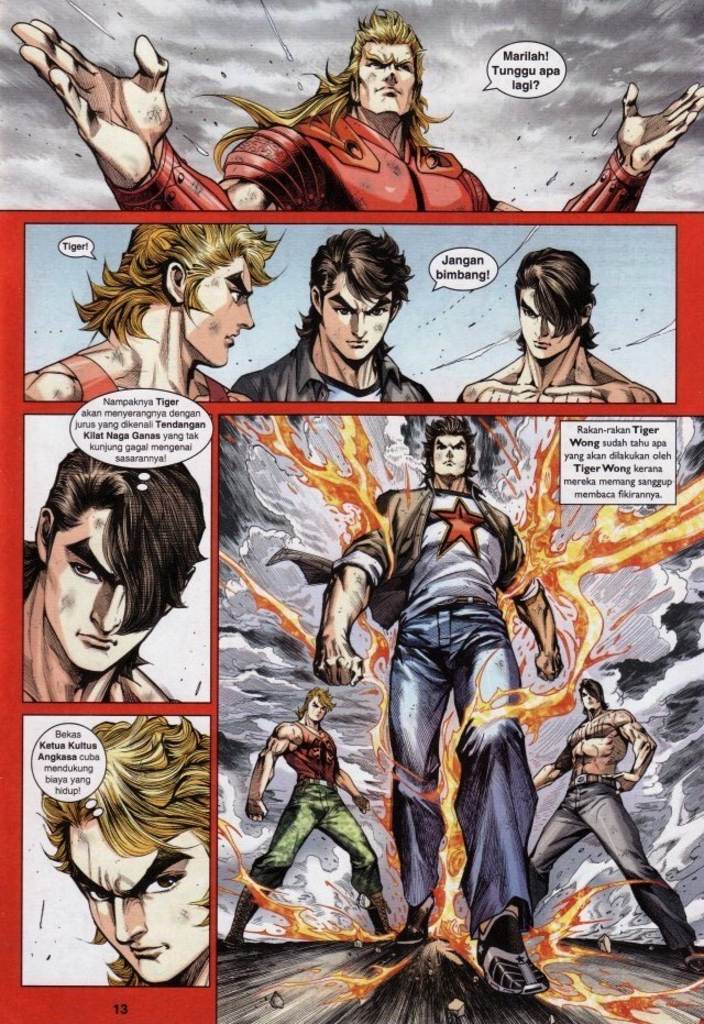 Marilah!
Tunggu apa
lagi?
Tiger!
Jangan
bimbang!
Nampaknya Tiger
akan menyerangnya dengan
jurus yang dikenali Tendangan
Kilat Naga Ganas yang tak
kunjung gagal mengenai
sasarannya!
Rakan-rakan Tiger
Wong sudah tahu apa
yang akan dilakukan oleh
Tiger Wong kerana
mereka memang sanggup
membaca fikirannya.
Bekas
Ketua Kultus
Angkasa cuba
mendukung
biaya yang
hidup!
13